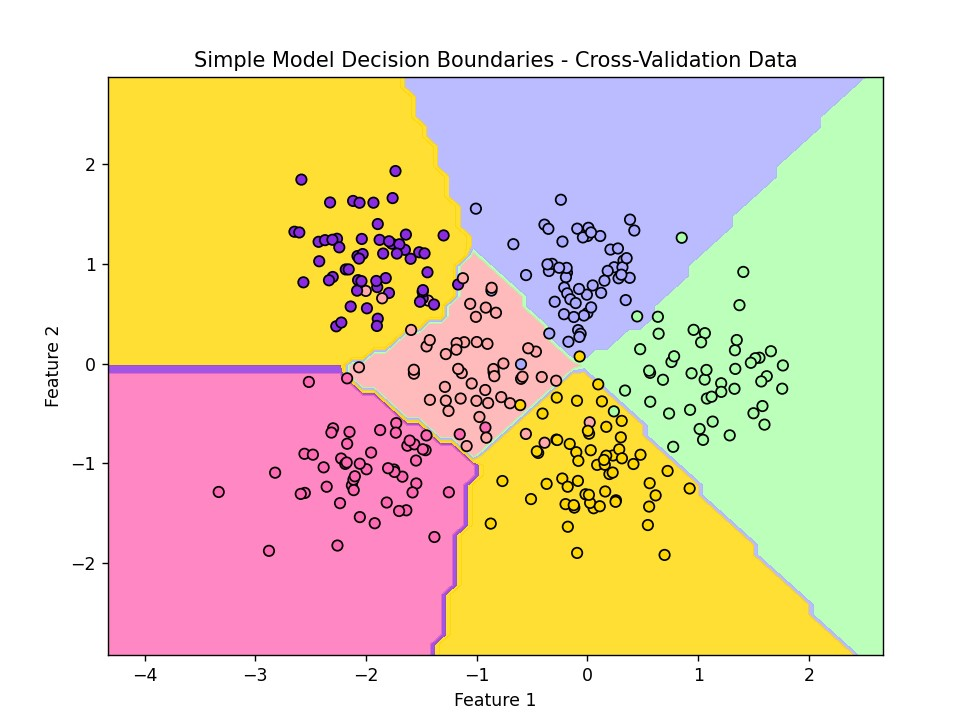 Simple Model Decision Boundaries - Cross-Validation Data
2
1
0
−1
−2
Feature 2
−4 −3 −2 −1 0 1 2
Feature 1